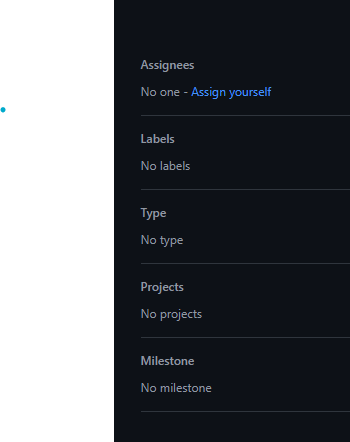 Assignees
No one - Assign yourself
Labels
No labels
Type
No type
Projects
No projects
Milestone
No milestone